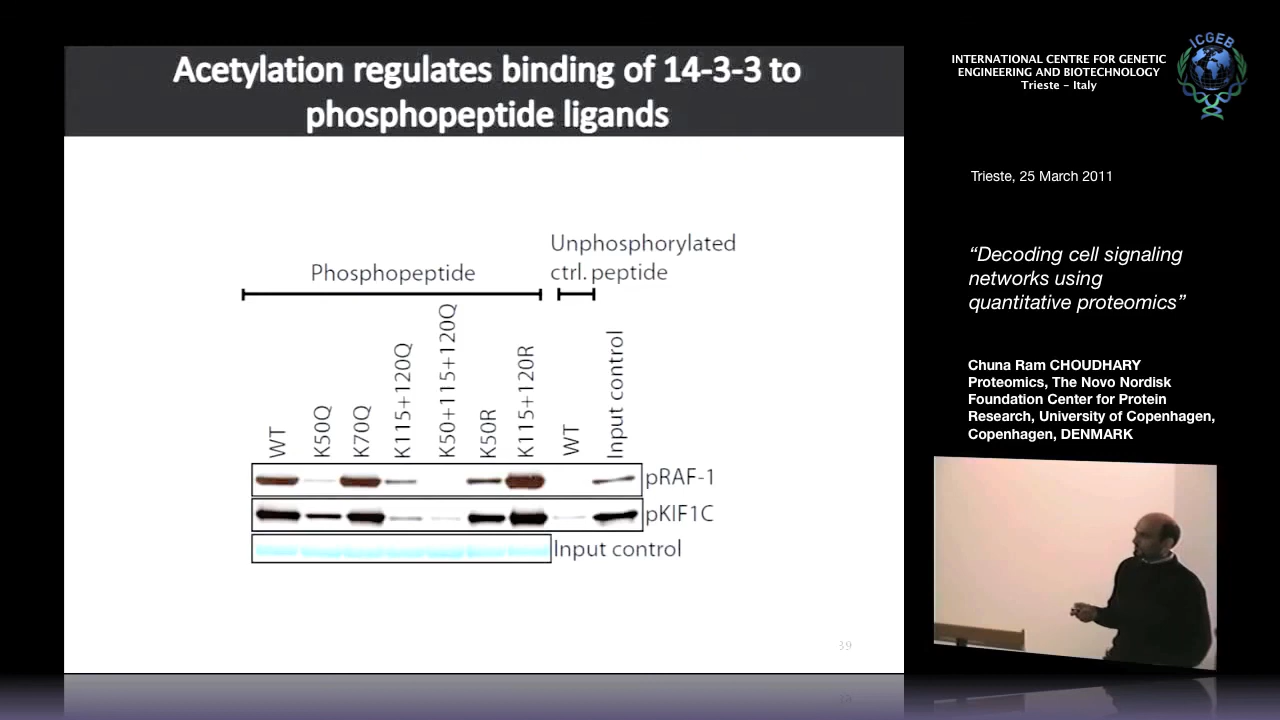 Acetylation regulates binding of 14-3-3 to
phosphopeptide ligands
Phosphopeptide
Unphosphorylated
ctrl. peptide
WT
K50Q
K70Q
K115+120Q
K50+115+120Q
K50R
K115+120R
WT
Input control
pRAF-1
pKIF1C
Input control
39
INTERNATIONAL CENTRE FOR GENETIC
ENGINEERING AND BIOTECHNOLOGY
Trieste - Italy
ICGEB
Trieste, 25 March 2011
“Decoding cell signaling
networks using
quantitative proteomics”
Chuna Ram CHOUDHARY
Proteomics, The Novo Nordisk
Foundation Center for Protein
Research, University of Copenhagen,
Copenhagen, DENMARK